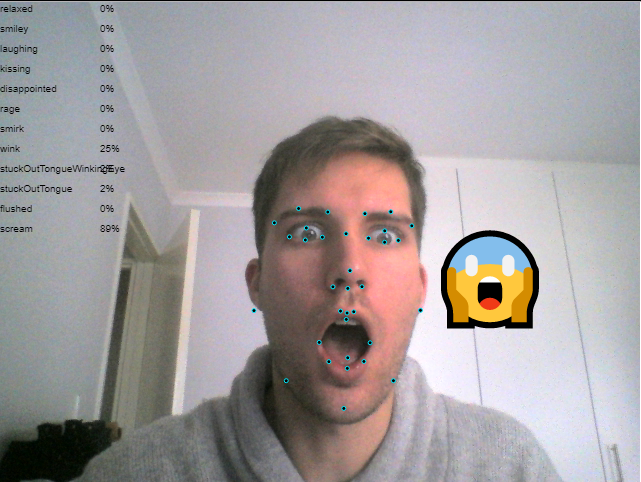 relaxed 0%
smiley 0%
laughing 0%
kissing 0%
disappointed 0%
rage 0%
smirk 0%
wink 25%
stuckOutTongueWinkingEye
stuckOutTongue 2%
flushed 0%
scream 89%